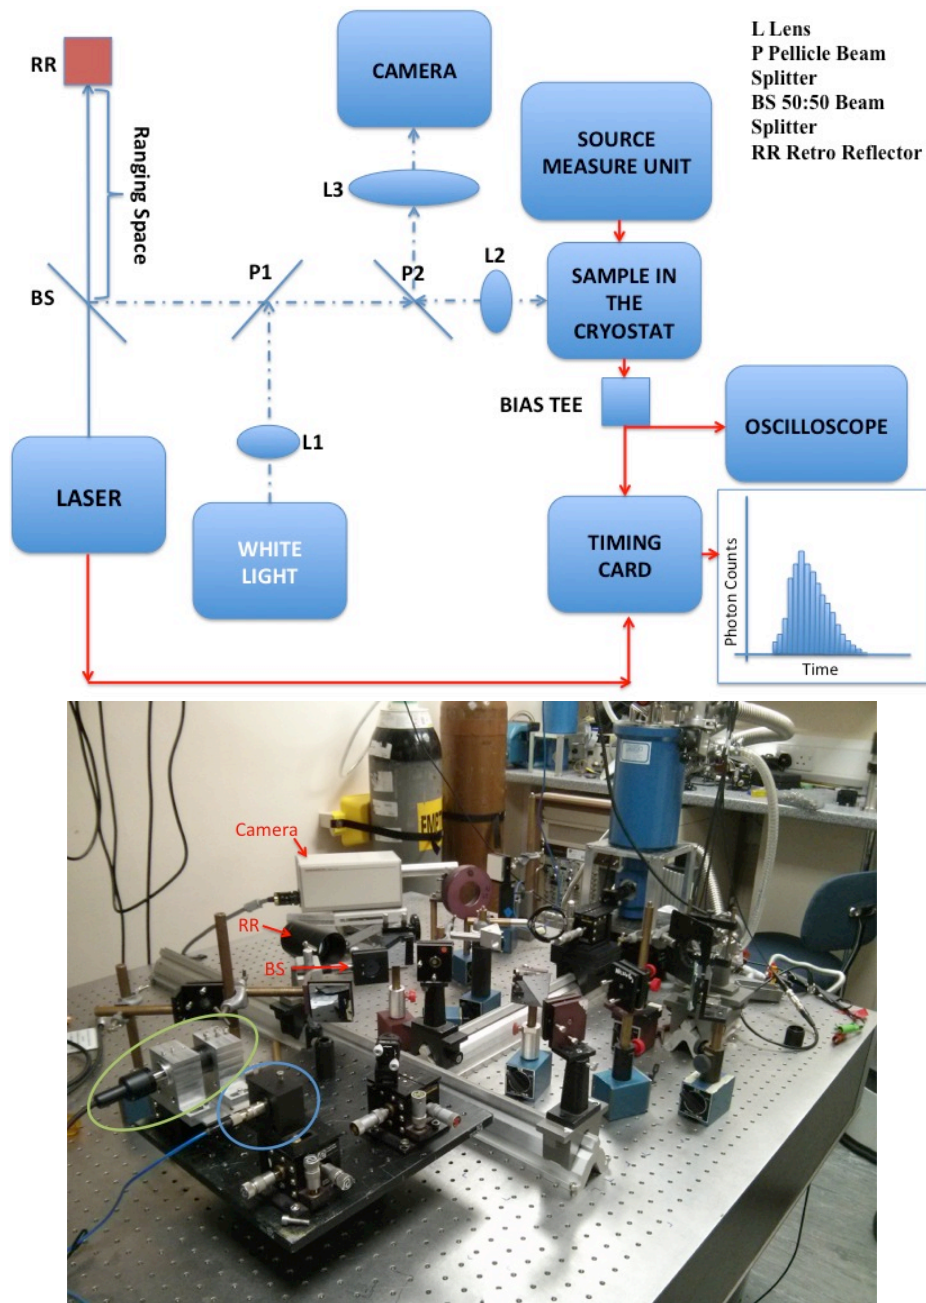 L Lens
P Pellicle Beam
Splitter
BS 50:50 Beam
Splitter
RR Retro Reflector
RR
CAMERA
SOURCE
MEASURE UNIT
Ranging Space
L3
BS
P1
P2
L2
SAMPLE IN
THE
CRYOSTAT
BIAS TEE
OSCILLOSCOPE
L1
LASER
WHITE
LIGHT
TIMING
CARD
Photon Counts
Time
Camera
RR
BS